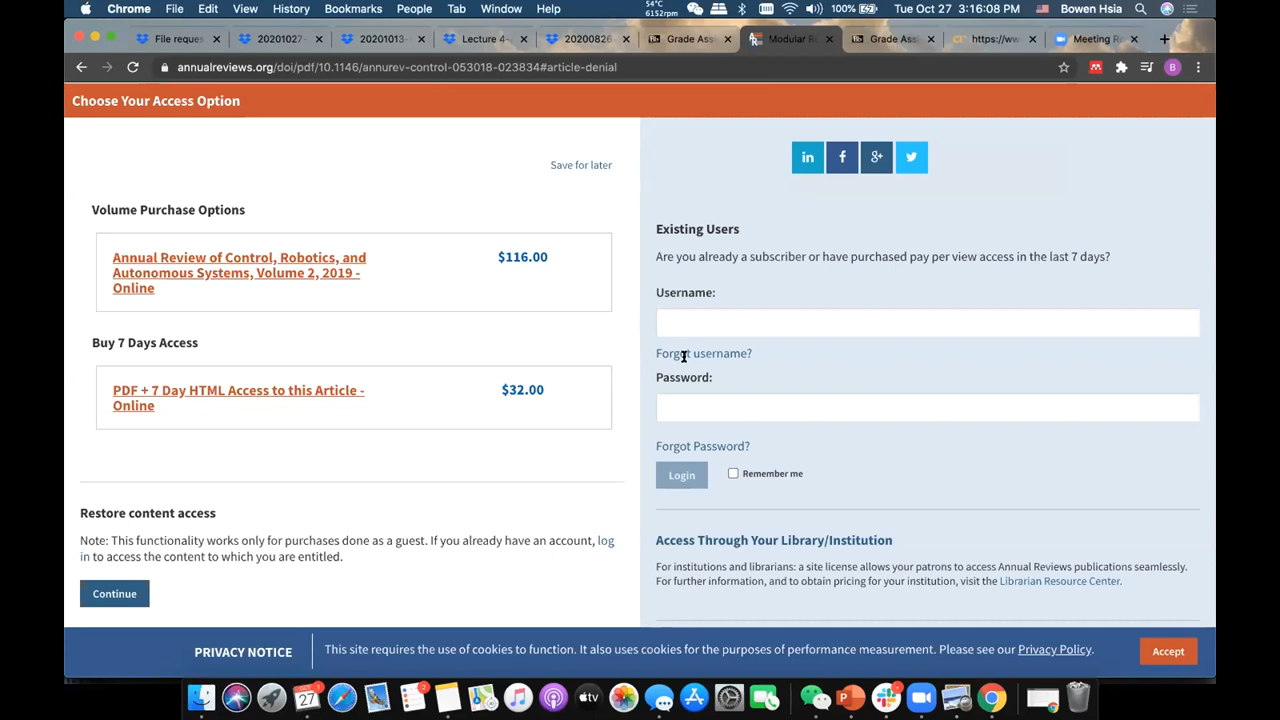 Chrome File Edit View History Bookmarks People Tab Window Help 54°C 6152rpm 100% Tue Oct 27 3:16:08 PM Bowen Hsia
File reques 20201027- 20201013- Lecture 4- 20200826- Grade Ass Modular Re Grade Ass https://ww Meeting R
annualreviews.org/doi/pdf/10.1146/annurev-control-053018-023834#article-denial B
Choose Your Access Option
Save for later
Volume Purchase Options
Annual Review of Control, Robotics, and $116.00
Autonomous Systems, Volume 2, 2019 -
Online
Buy 7 Days Access
PDF + 7 Day HTML Access to this Article - $32.00
Online
Restore content access
Note: This functionality works only for purchases done as a guest. If you already have an account, log
in to access the content to which you are entitled.
Continue
in f g+
Existing Users
Are you already a subscriber or have purchased pay per view access in the last 7 days?
Username:
Forgot username?
Password:
Forgot Password?
Login Remember me
Access Through Your Library/Institution
For institutions and librarians: a site license allows your patrons to access Annual Reviews publications seamlessly.
For further information, and to obtain pricing for your institution, visit the Librarian Resource Center.
PRIVACY NOTICE This site requires the use of cookies to function. It also uses cookies for the purposes of performance measurement. Please see our Privacy Policy. Accept
27 tv